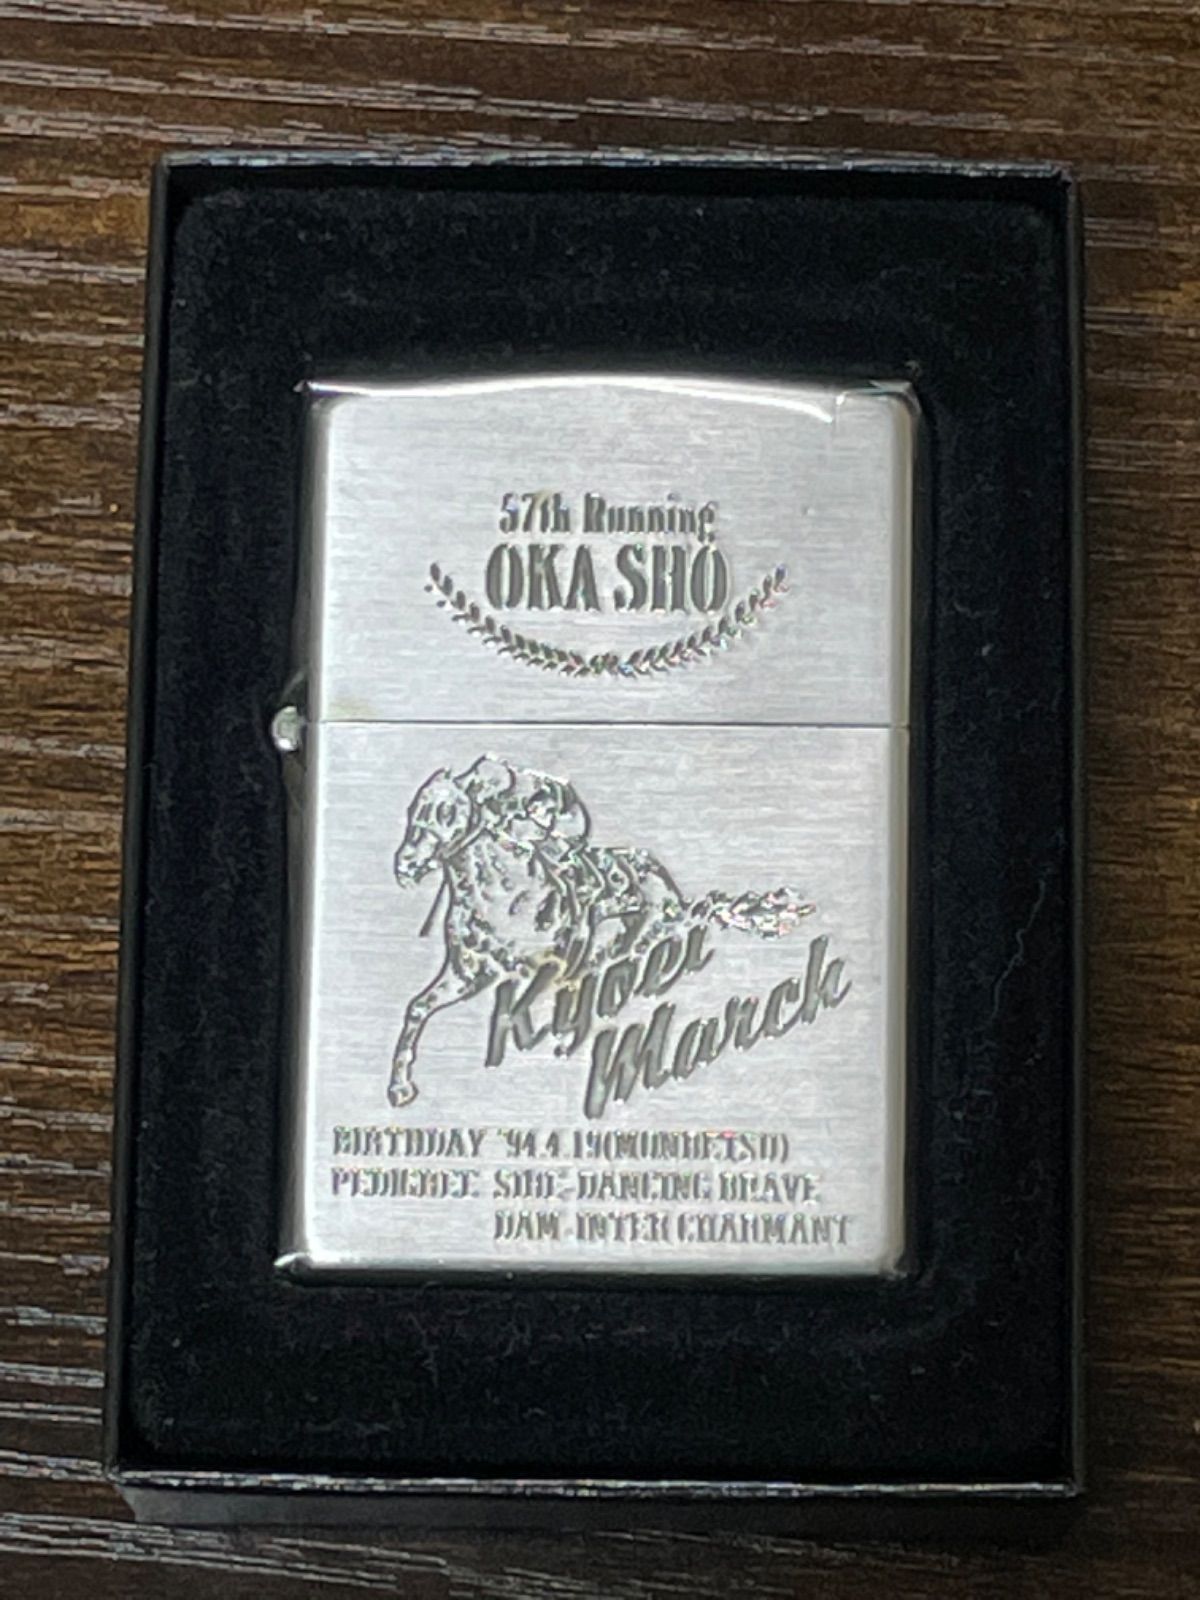 57th Running
OKA SHO
Kyoei
March
BIRTHDAY '94.4.19(MONBETSU)
PEDIGREE SIRE-DANCING BRAVE
DAM-INTER CHARMANT